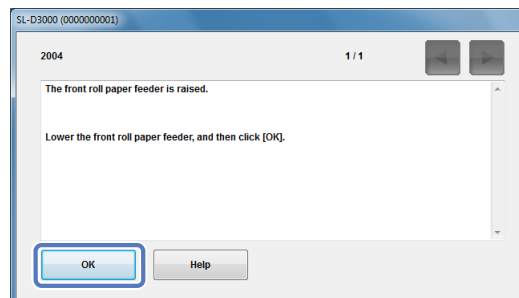 SL-D3000 (0000000001)
2004 1 / 1
The front roll paper feeder is raised.
Lower the front roll paper feeder, and then click [OK].
OK Help